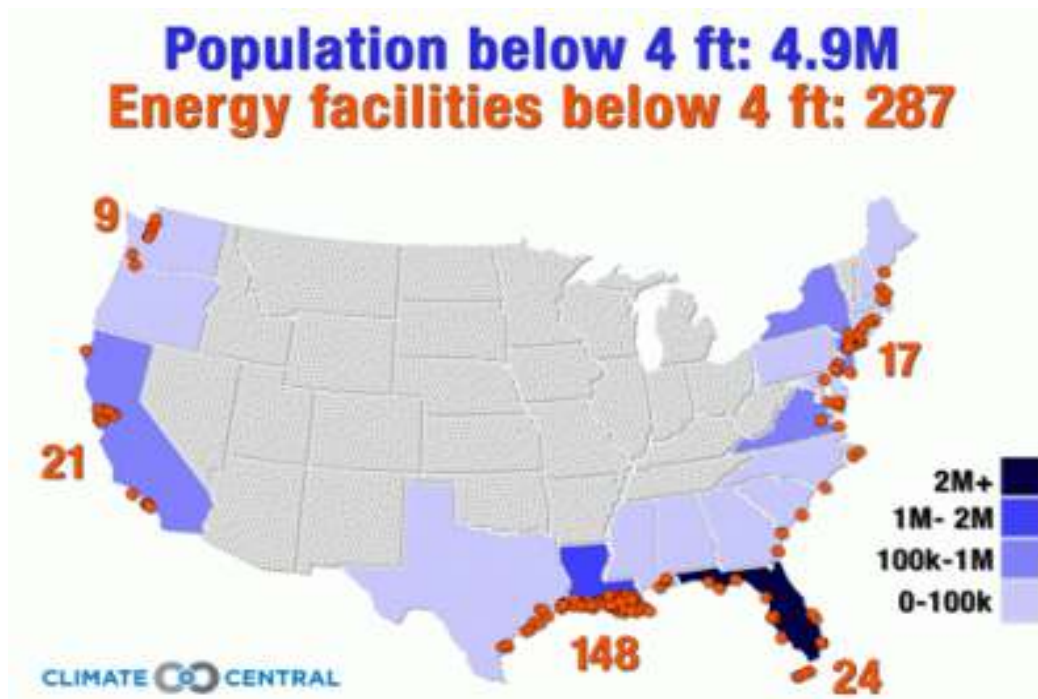 Population below 4 ft: 4.9M
Energy facilities below 4 ft: 287
9
17
21
2M+
1M- 2M
100k-1M
0-100k
148
24
CLIMATE CENTRAL